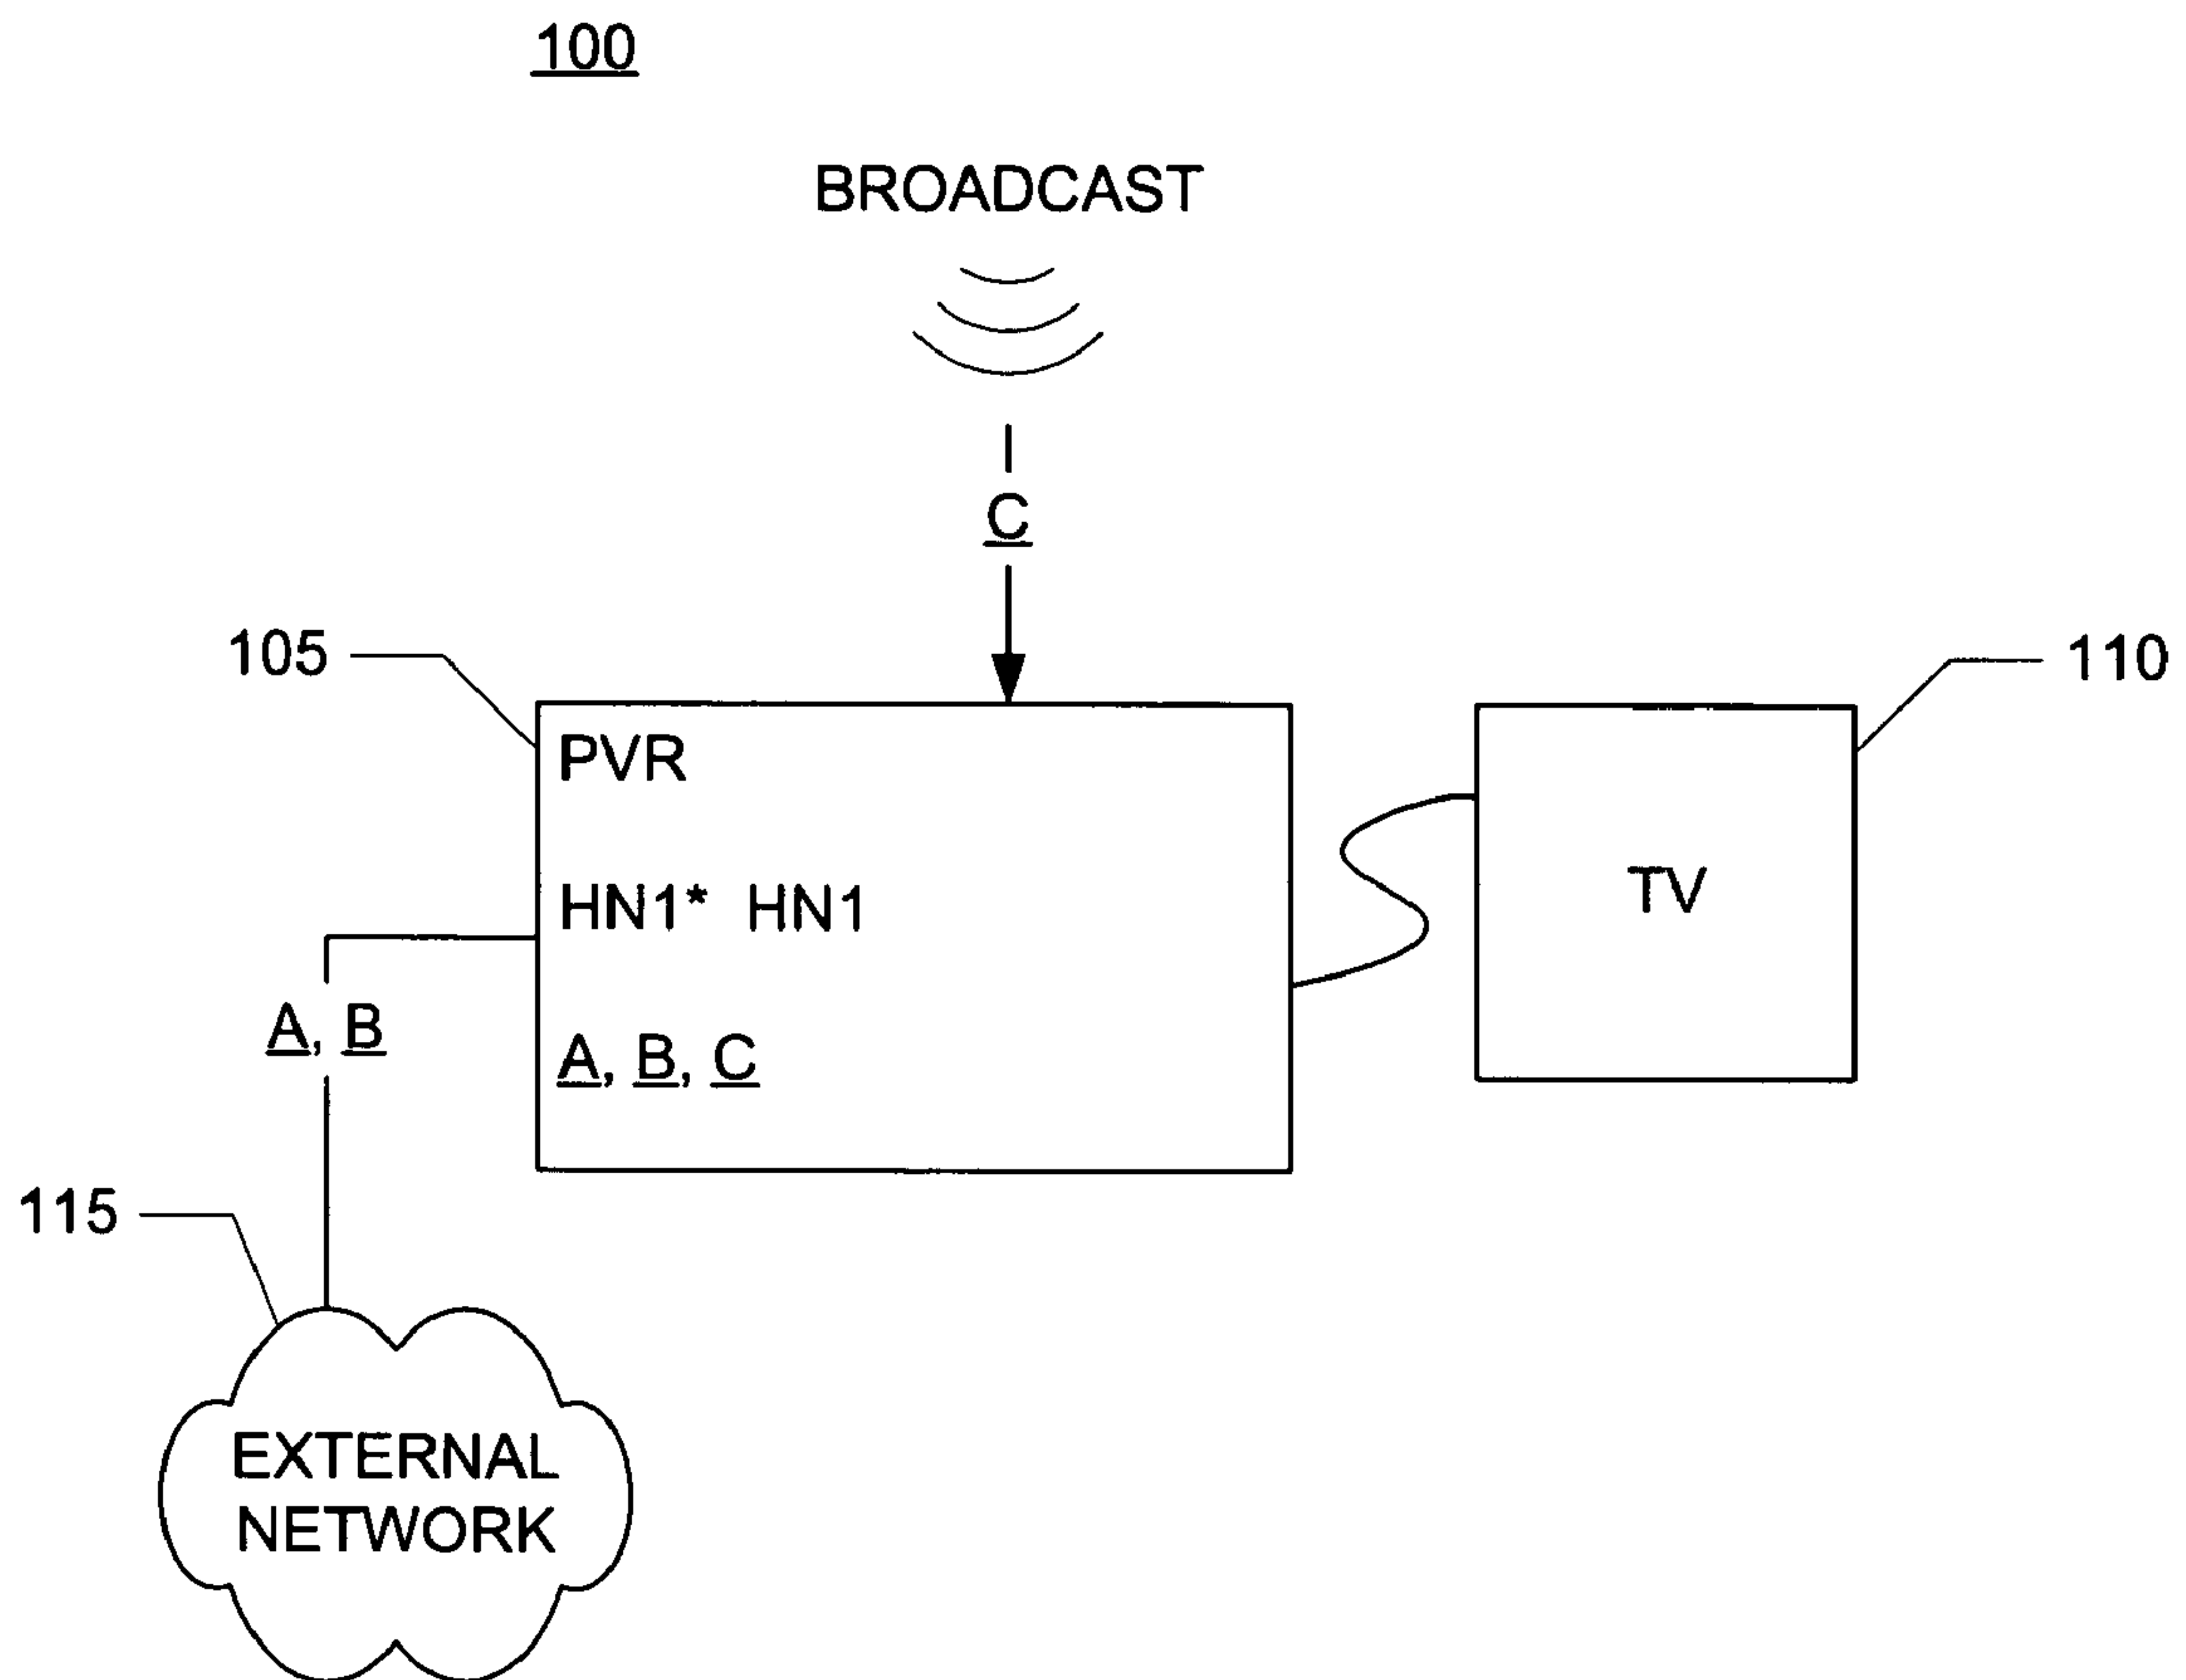 100
BROADCAST
C
105
110
PVR
HN1* HN1
TV
A, B
A, B, C
115
EXTERNAL
NETWORK